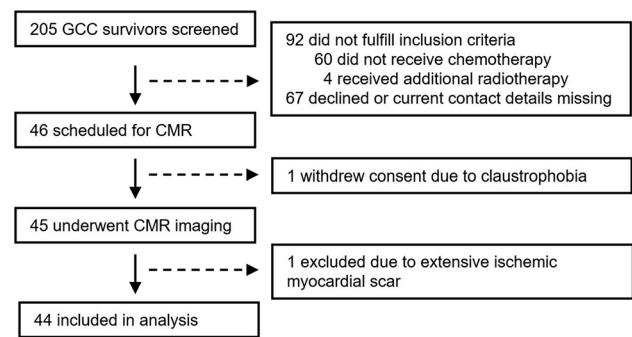 205 GCC survivors screened
92 did not fulfill inclusion criteria
60 did not receive chemotherapy
4 received additional radiotherapy
67 declined or current contact details missing
46 scheduled for CMR
1 withdrew consent due to claustrophobia
45 underwent CMR imaging
1 excluded due to extensive ischemic
myocardial scar
44 included in analysis